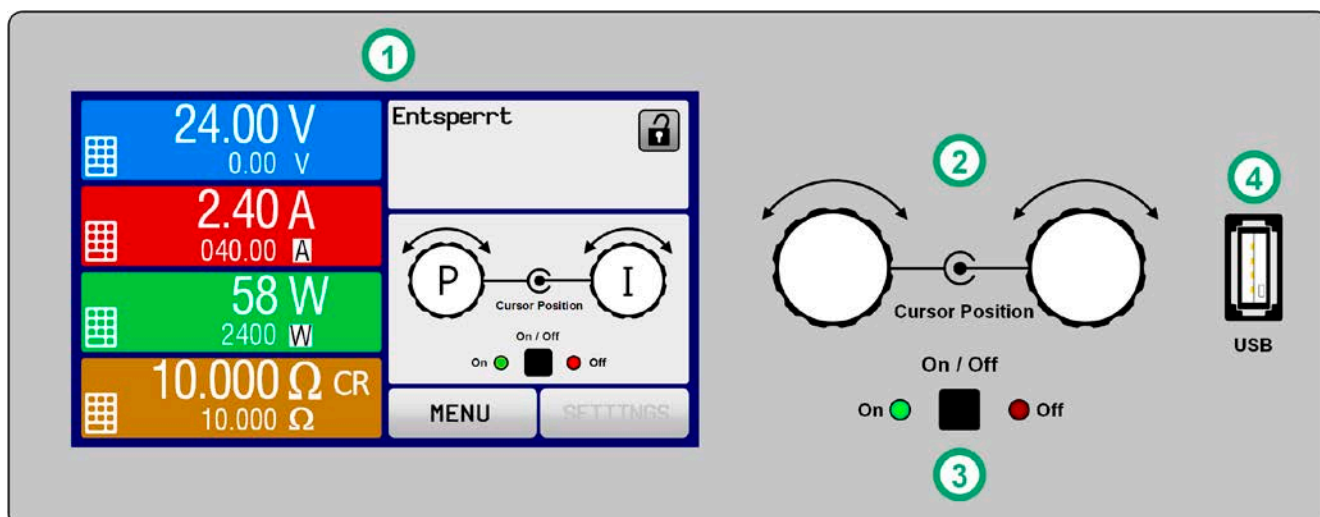 1
24.00 V
0.00 V
2.40 A
040.00 A
58 W
2400 W
10.000 Ω CR
10.000 Ω
Entsperrt
P I
Cursor Position
On / Off
On Off
MENU SETTINGS
2
Cursor Position
On / Off
On Off
3
4
USB